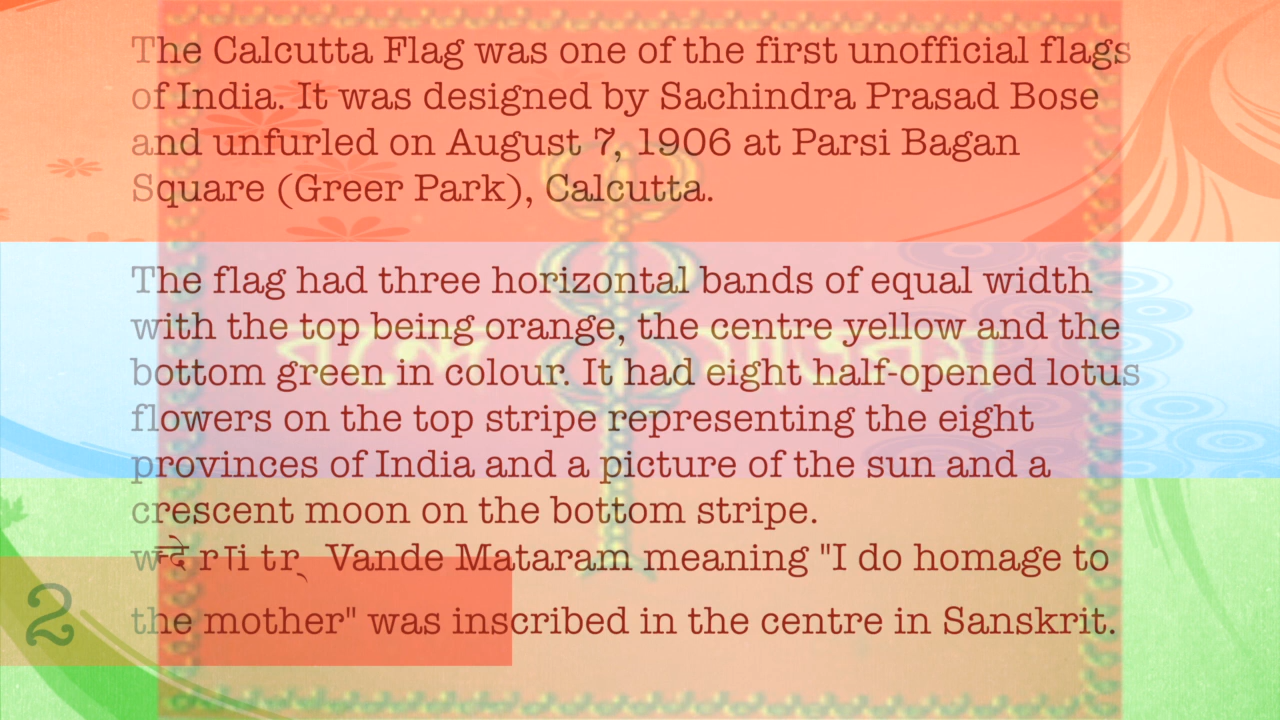 The Calcutta Flag was one of the first unofficial flags
of India. It was designed by Sachindra Prasad Bose
and unfurled on August 7, 1906 at Parsi Bagan
Square (Greer Park), Calcutta.
The flag had three horizontal bands of equal width
with the top being orange, the centre yellow and the
bottom green in colour. It had eight half-opened lotus
flowers on the top stripe representing the eight
provinces of India and a picture of the sun and a
crescent moon on the bottom stripe.
Vande Mataram meaning "I do homage to
the mother" was inscribed in the centre in Sanskrit.
2
বন্দে মাতরম